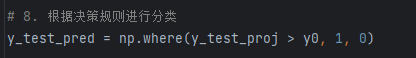 # 8. 根据决策规则进行分类
y_test_pred = np.where(y_test_proj > y0, 1, 0)